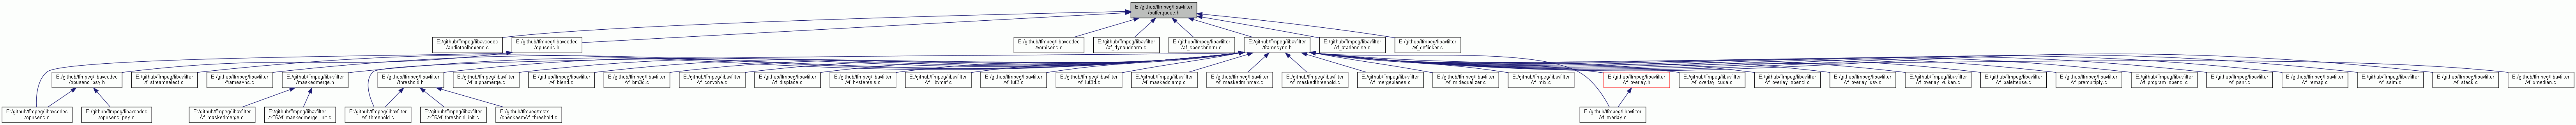 E:/github/ffmpeg/libavfilter
/bufferqueue.h
E:/github/ffmpeg/libavcodec
/audiotoolboxenc.c
E:/github/ffmpeg/libavcodec
/opusenc.h
E:/github/ffmpeg/libavcodec
/vorbisenc.c
E:/github/ffmpeg/libavfilter
/af_dynaudnorm.c
E:/github/ffmpeg/libavfilter
/af_speechnorm.c
E:/github/ffmpeg/libavfilter
/framesync.h
E:/github/ffmpeg/libavfilter
/vf_atadenoise.c
E:/github/ffmpeg/libavfilter
/vf_deflicker.c
E:/github/ffmpeg/libavcodec
/opusenc_psy.h
E:/github/ffmpeg/libavfilter
/f_streamselect.c
E:/github/ffmpeg/libavfilter
/framesync.c
E:/github/ffmpeg/libavfilter
/maskedmerge.h
E:/github/ffmpeg/libavfilter
/threshold.h
E:/github/ffmpeg/libavfilter
/vf_alphamerge.c
E:/github/ffmpeg/libavfilter
/vf_blend.c
E:/github/ffmpeg/libavfilter
/vf_bm3d.c
E:/github/ffmpeg/libavfilter
/vf_convolve.c
E:/github/ffmpeg/libavfilter
/vf_displace.c
E:/github/ffmpeg/libavfilter
/vf_hysteresis.c
E:/github/ffmpeg/libavfilter
/vf_libvmaf.c
E:/github/ffmpeg/libavfilter
/vf_lut2.c
E:/github/ffmpeg/libavfilter
/vf_lut3d.c
E:/github/ffmpeg/libavfilter
/vf_maskedclamp.c
E:/github/ffmpeg/libavfilter
/vf_maskedminmax.c
E:/github/ffmpeg/libavfilter
/vf_maskedthreshold.c
E:/github/ffmpeg/libavfilter
/vf_mergeplanes.c
E:/github/ffmpeg/libavfilter
/vf_midequalizer.c
E:/github/ffmpeg/libavfilter
/vf_mix.c
E:/github/ffmpeg/libavfilter
/vf_overlay.h
E:/github/ffmpeg/libavfilter
/vf_overlay_cuda.c
E:/github/ffmpeg/libavfilter
/vf_overlay_opencl.c
E:/github/ffmpeg/libavfilter
/vf_overlay_qsv.c
E:/github/ffmpeg/libavfilter
/vf_overlay_vulkan.c
E:/github/ffmpeg/libavfilter
/vf_paletteuse.c
E:/github/ffmpeg/libavfilter
/vf_premultiply.c
E:/github/ffmpeg/libavfilter
/vf_program_opencl.c
E:/github/ffmpeg/libavfilter
/vf_psnr.c
E:/github/ffmpeg/libavfilter
/vf_remap.c
E:/github/ffmpeg/libavfilter
/vf_ssim.c
E:/github/ffmpeg/libavfilter
/vf_stack.c
E:/github/ffmpeg/libavfilter
/vf_xmedian.c
E:/github/ffmpeg/libavcodec
/opusenc.c
E:/github/ffmpeg/libavcodec
/opusenc_psy.c
E:/github/ffmpeg/libavfilter
/vf_maskedmerge.c
E:/github/ffmpeg/libavfilter
/x86/vf_maskedmerge_init.c
E:/github/ffmpeg/libavfilter
/vf_threshold.c
E:/github/ffmpeg/libavfilter
/x86/vf_threshold_init.c
E:/github/ffmpeg/tests
/checkasm/vf_threshold.c
E:/github/ffmpeg/libavfilter
/vf_overlay.c